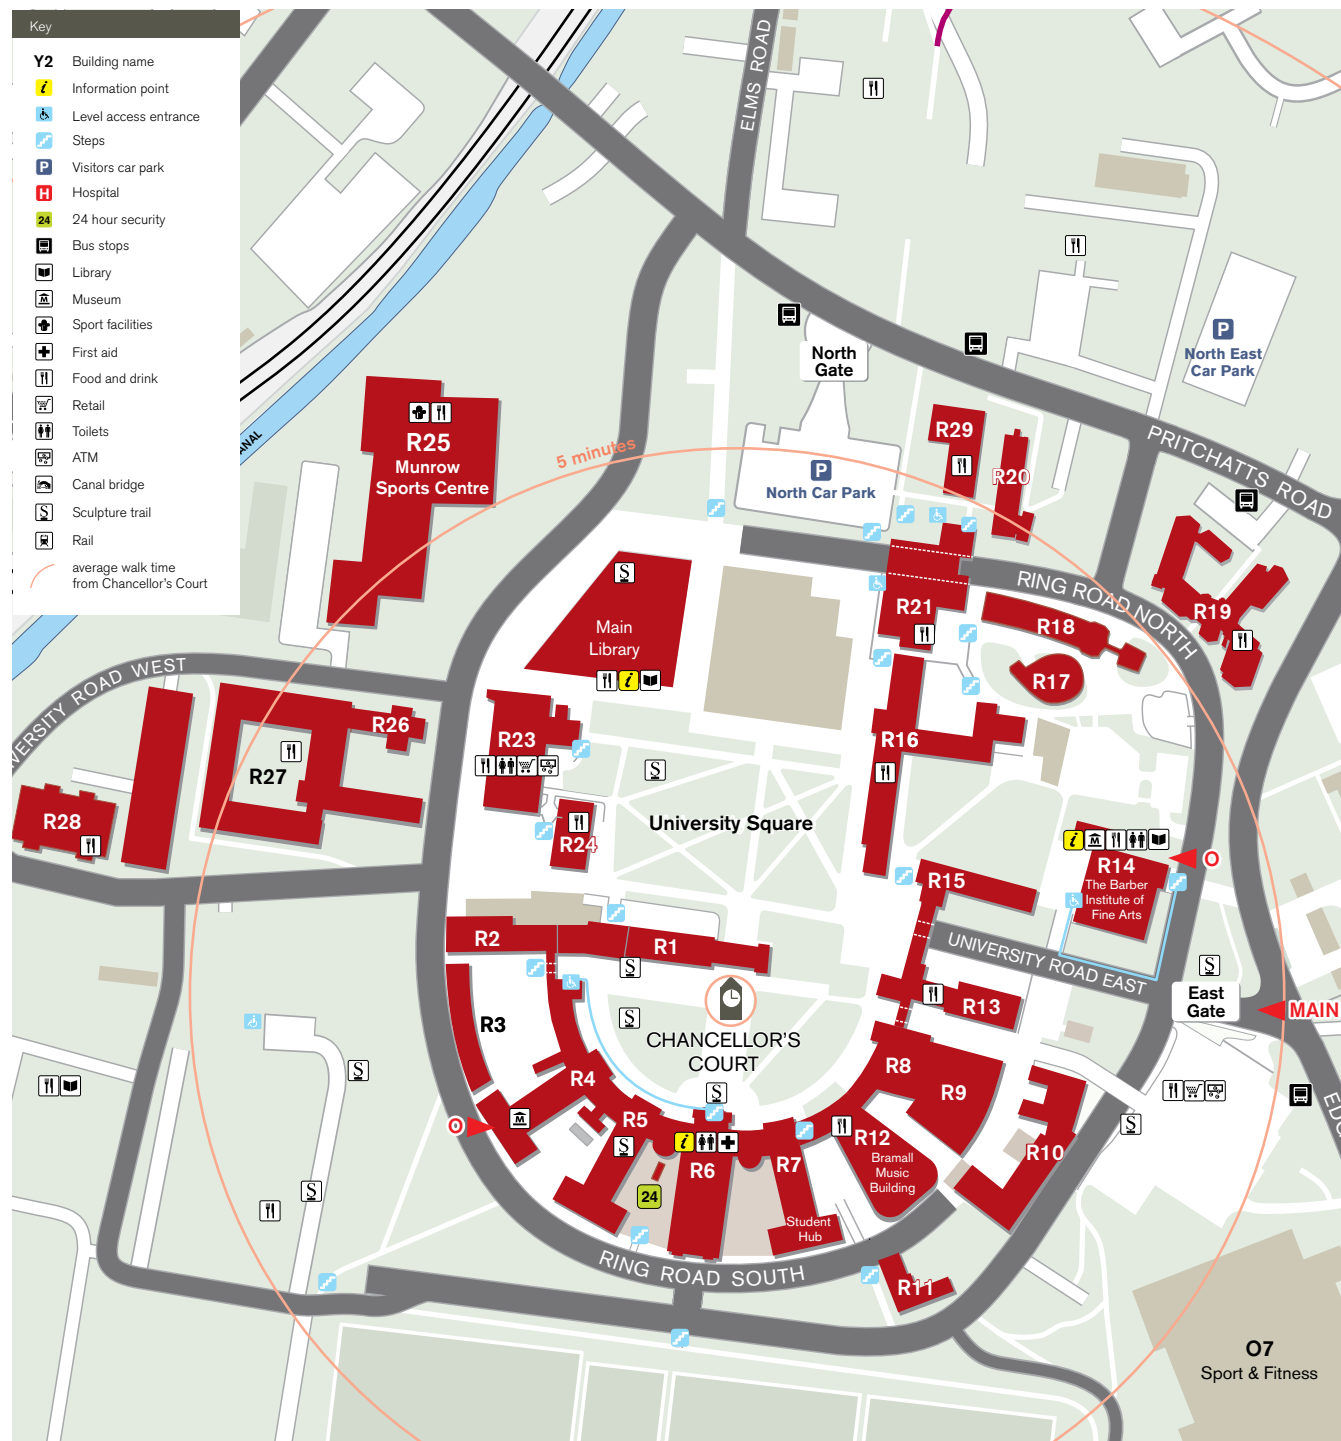 Key
Y2 Building name
i Information point
Level access entrance
Steps
P Visitors car park
H Hospital
24 24 hour security
Bus stops
Library
M Museum
Sport facilities
First aid
Food and drink
Retail
Toilets
ATM
Canal bridge
S Sculpture trail
Rail
average walk time
from Chancellor's Court
ELMS ROAD
North
Gate
P
North East
Car Park
PRITCHATTS ROAD
ANAL
R25
Munrow
Sports Centre
5 minutes
P
North Car Park
R29
R20
RING ROAD NORTH
R19
R21
R18
R17
S
Main
Library
i
VERSITY ROAD WEST
R26
R27
R28
R23
R24
S
University Square
R16
i M
R14
The Barber
Institute of
Fine Arts
O
R15
UNIVERSITY ROAD EAST
S
East
Gate
MAIN
R2
R1
S
R3
S
CHANCELLOR'S
COURT
R13
R8
R9
R10
R4
R5
S
S
S
M
O
i
R6
R7
R12
Bramall
Music
Building
24
Student
Hub
RING ROAD SOUTH
R11
S
S
S
O7
Sport & Fitness